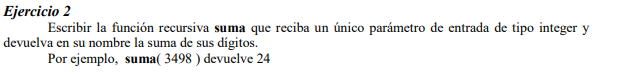 Ejercicio 2
Escribir la función recursiva suma que reciba un único parámetro de entrada de tipo integer y
devuelva en su nombre la suma de sus dígitos.
Por ejemplo, suma( 3498 ) devuelve 24